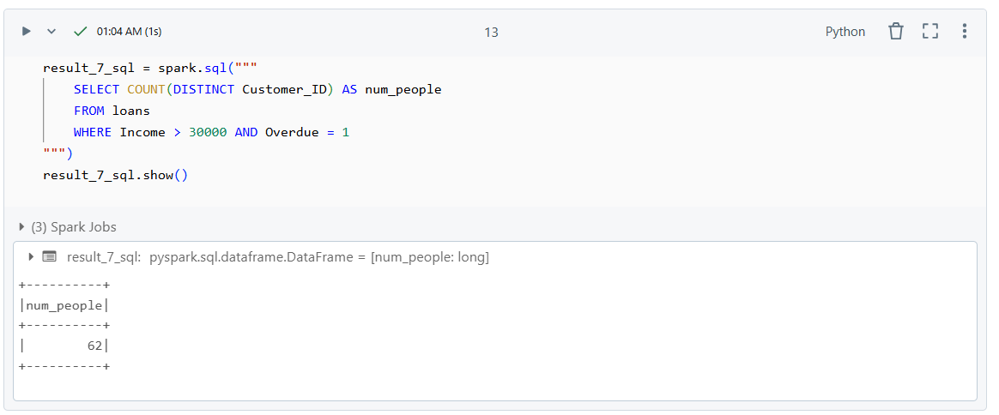 01:04 AM (1s) 13 Python
result_7_sql = spark.sql("""
    SELECT COUNT(DISTINCT Customer_ID) AS num_people
    FROM loans
    WHERE Income > 30000 AND Overdue = 1
""")
result_7_sql.show()
(3) Spark Jobs
result_7_sql: pyspark.sql.dataframe.DataFrame = [num_people: long]
+----------+
|num_people|
+----------+
|        62|
+----------+